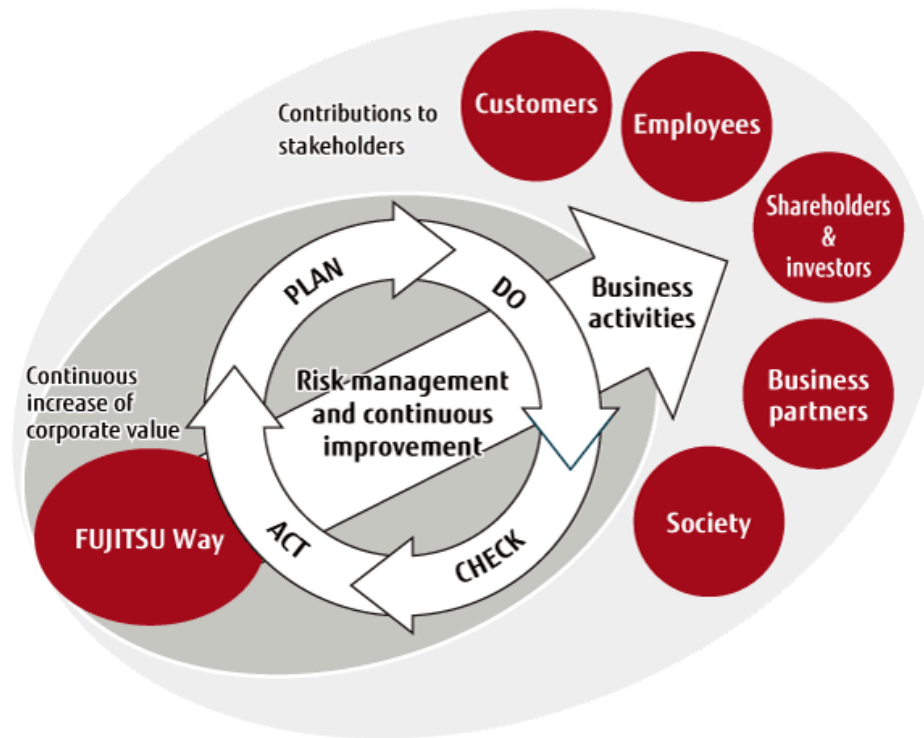 Contributions to
stakeholders
Customers
Employees
Shareholders
&
investors
Business
partners
Society
Business
activities
PLAN
DO
CHECK
ACT
Risk management
and continuous
improvement
Continuous
increase of
corporate value
FUJITSU Way